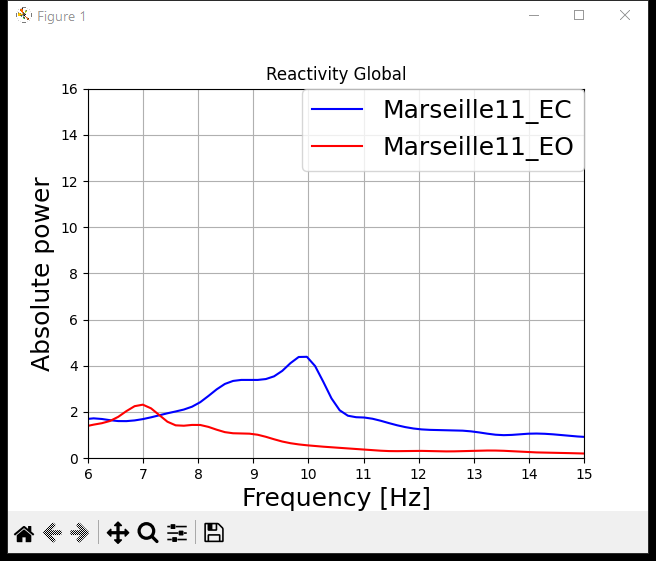 Figure 1
Reactivity Global
Marseille11_EC
Marseille11_EO
Absolute power
16
14
12
10
8
6
4
2
0
6 7 8 9 10 11 12 13 14 15
Frequency [Hz]